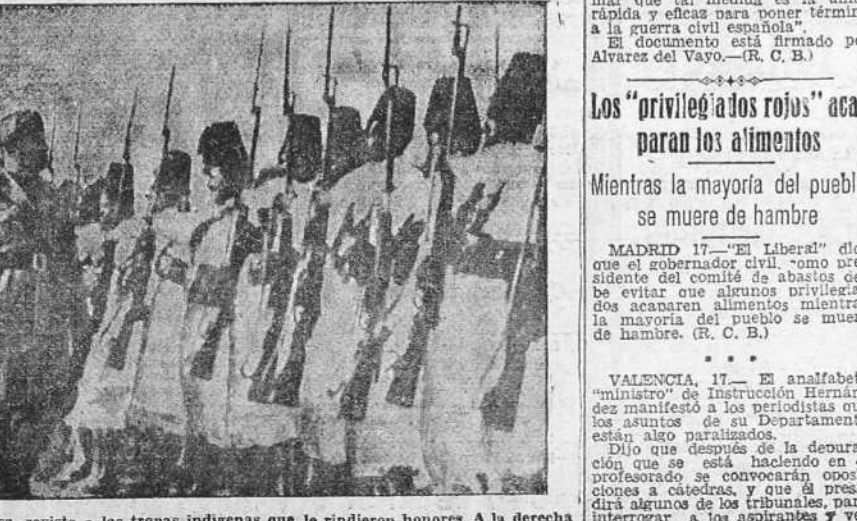 rápida y eficaz para poner términ
a la guerra civil española".
El documento está firmado po
Alvarez del Vayo.—(R. C. B.)
Los "privilegiados rojos" aca
paran los alimentos
Mientras la mayoría del puebl
se muere de hambre
MADRID 17.—"El Liberal" dic
que el gobernador civil, como pre
sidente del comité de abastos de
be evitar que algunos privilegia
dos acaparen alimentos mientra
la mayoría del pueblo se muer
de hambre. (R. C. B.)
* * *
VALENCIA, 17.— El analfabet
"ministro" de Instrucción Hernán
dez manifestó a los periodistas qu
los asuntos de su Departament
están algo paralizados.
Dijo que después de la depura
ción que se está haciendo en
profesorado se convocarán oposi
ciones a cátedras, y que él presi
dirá algunos de los tribunales, par
interrogar a los aspirantes y
revista a las tropas indígenas que le rindieron honores. A la derecha